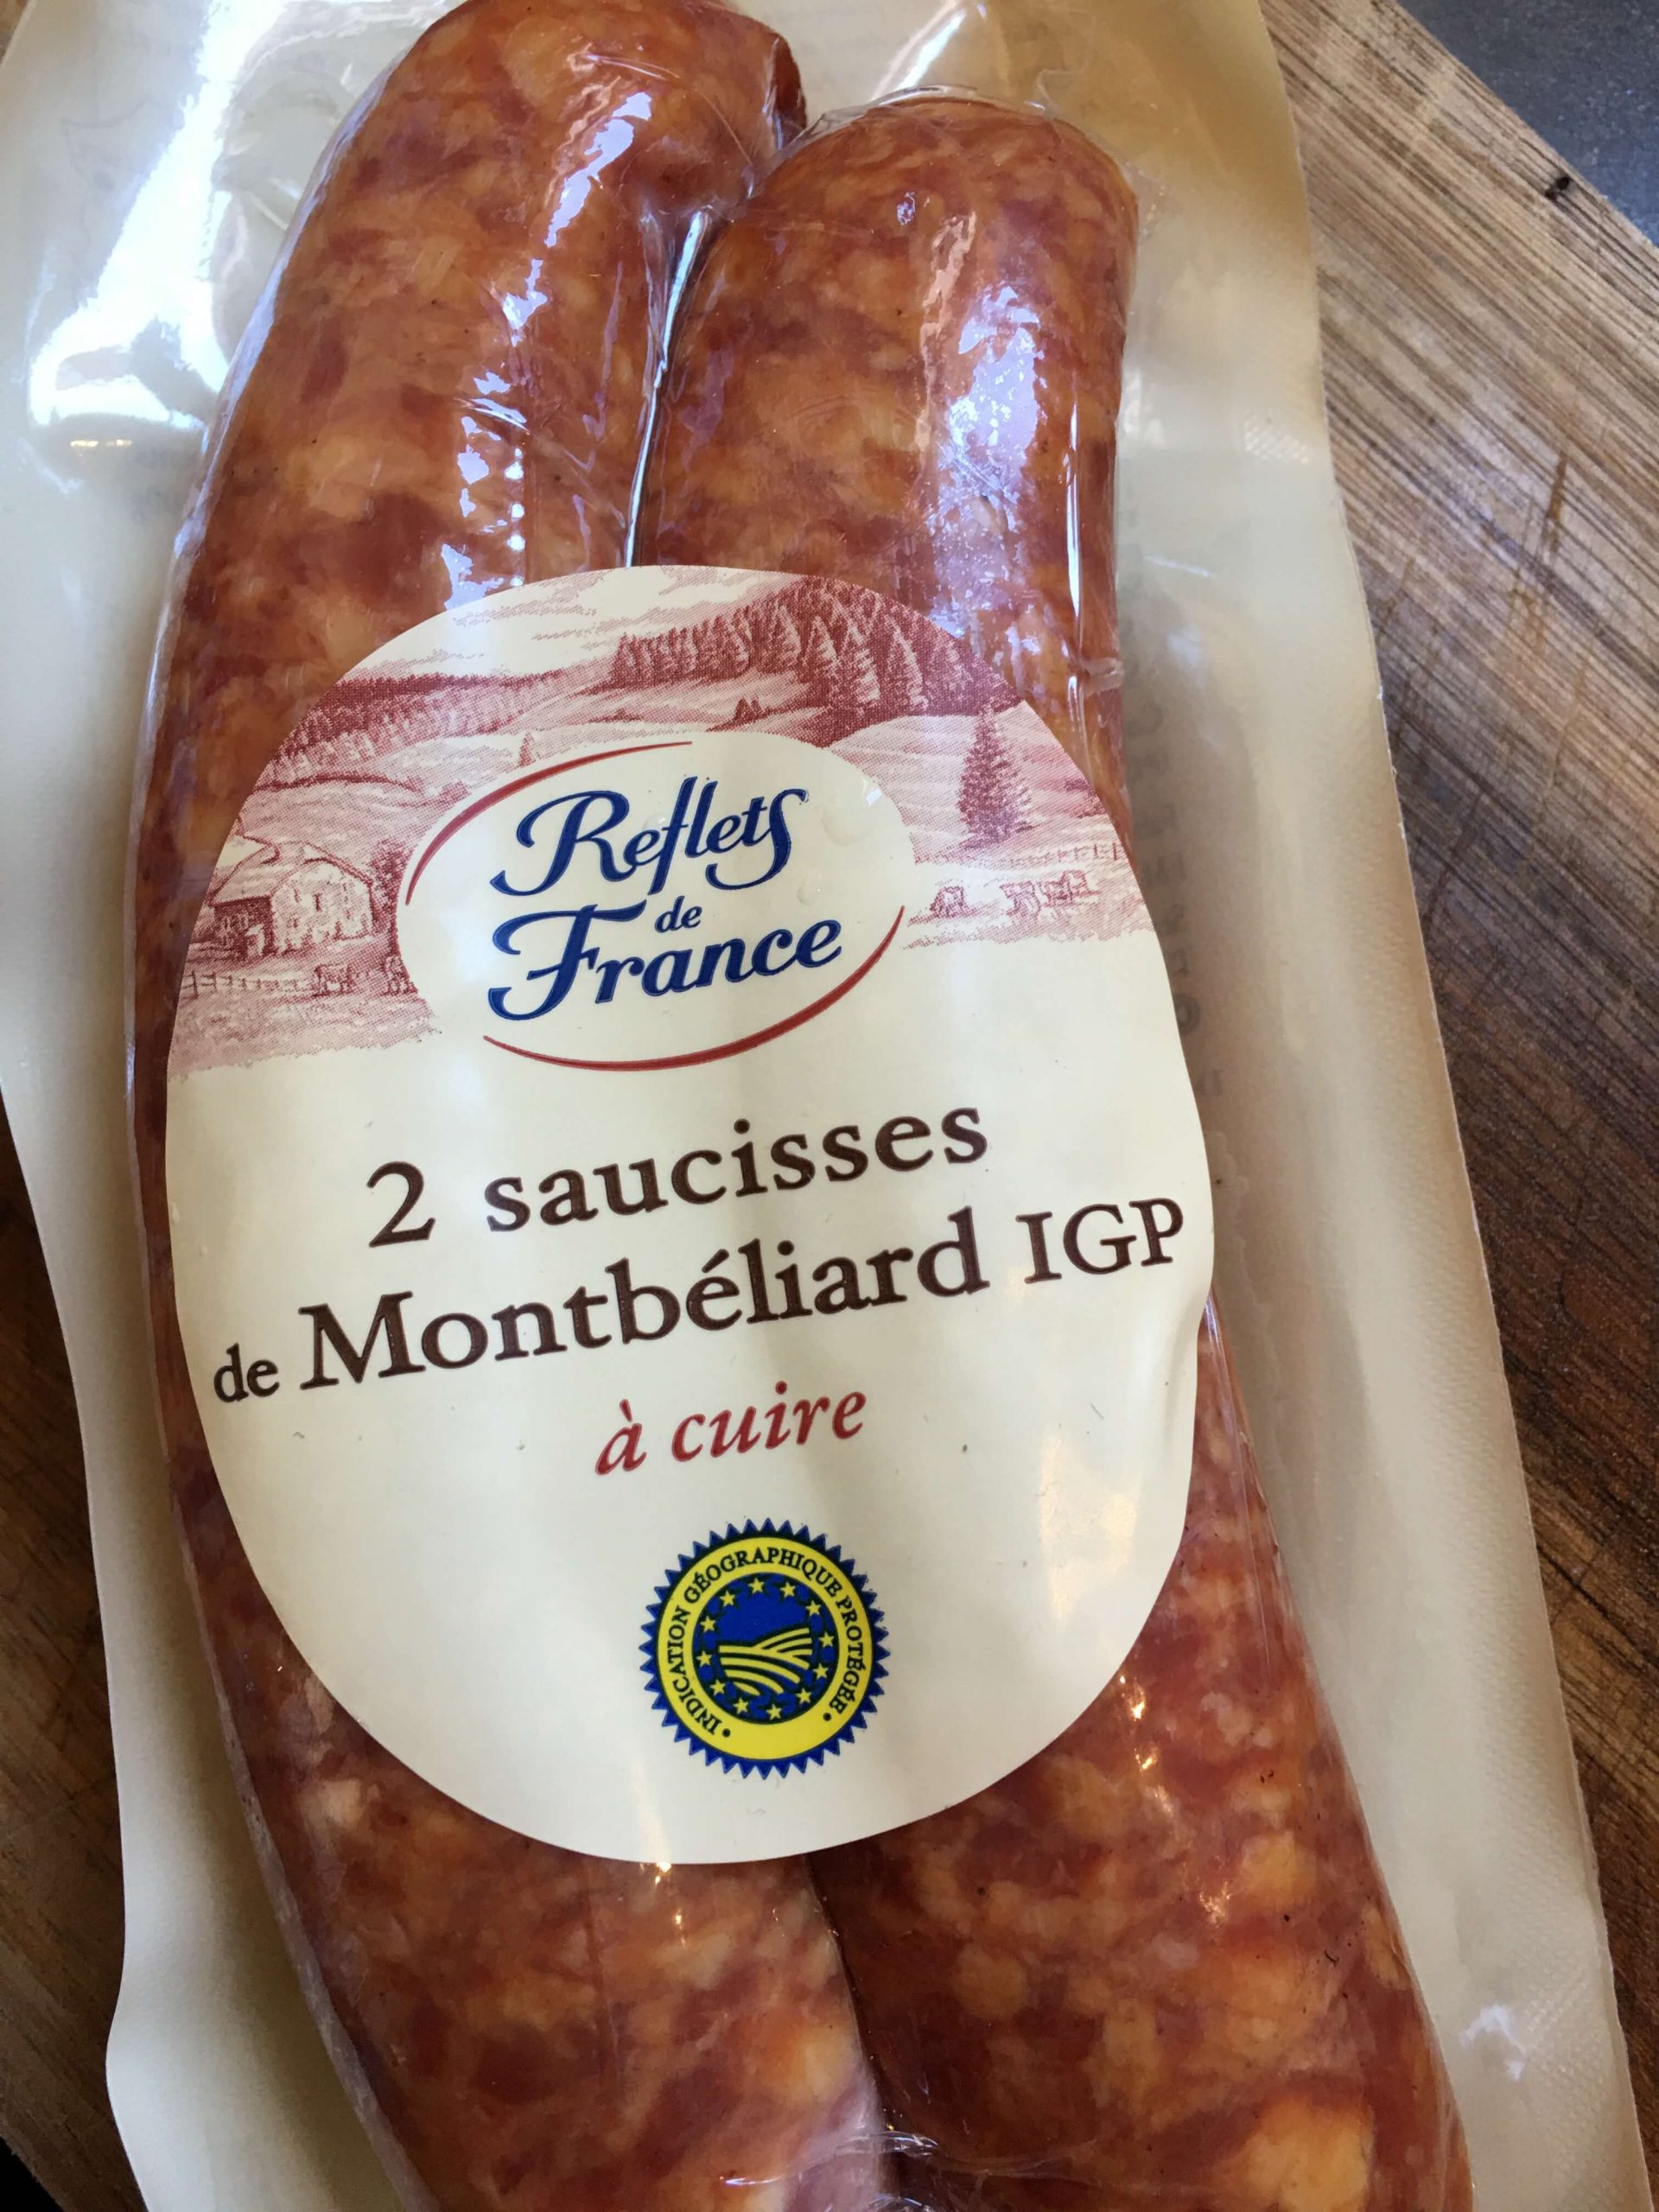 Reflets
de
France
2 saucisses
de Montbéliard IGP
à cuire
• INDICATION GÉOGRAPHIQUE PROTÉGÉE •